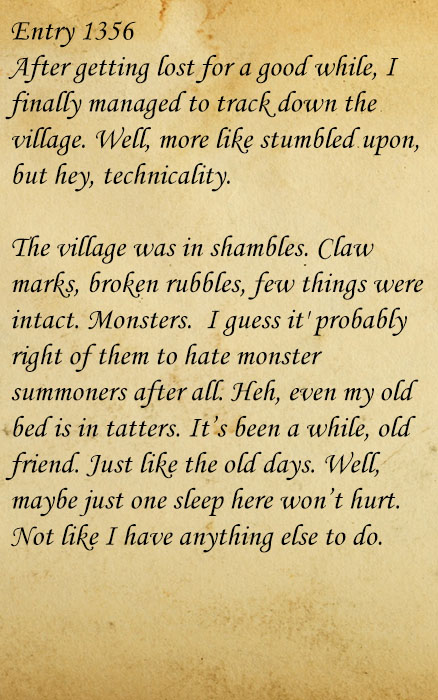 Entry 1356
After getting lost for a good while, I
finally managed to track down the
village. Well, more like stumbled upon,
but hey, technicality.
The village was in shambles. Claw
marks, broken rubbles, few things were
intact. Monsters.  I guess it' probably
right of them to hate monster
summoners after all. Heh, even my old
bed is in tatters. It’s been a while, old
friend. Just like the old days. Well,
maybe just one sleep here won’t hurt.
Not like I have anything else to do.